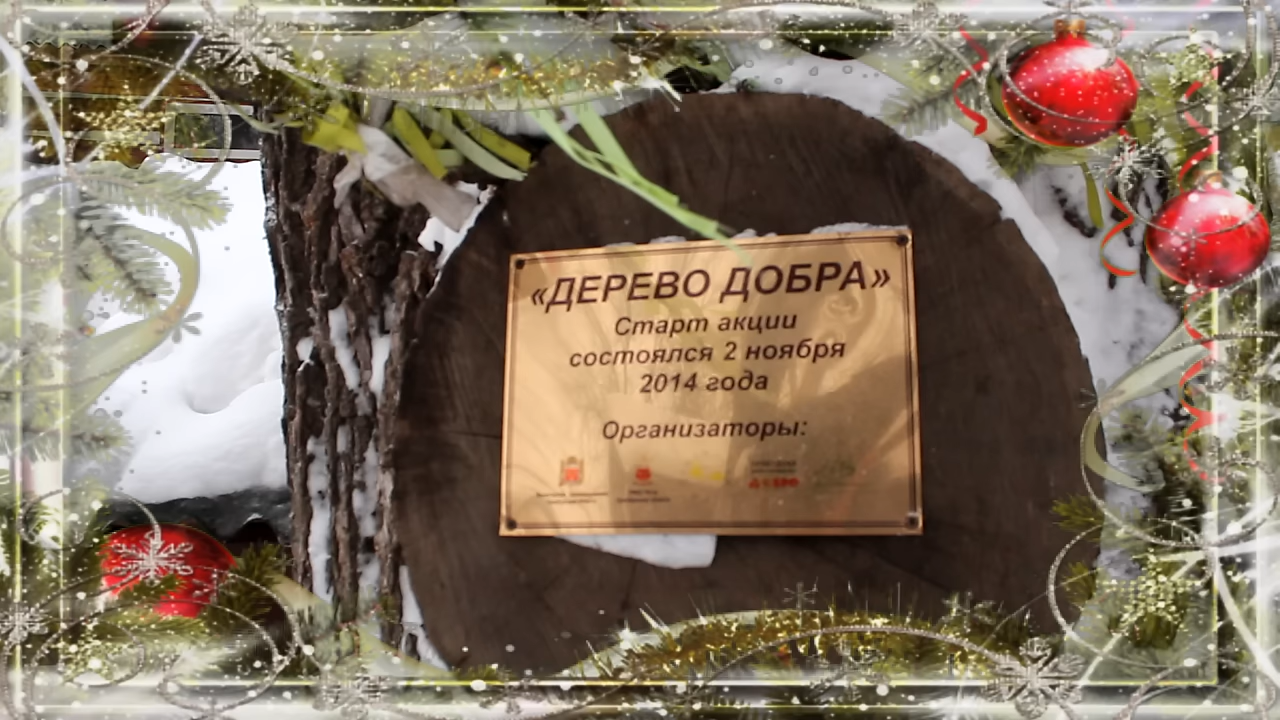 «ДЕРЕВО ДОБРА»
Старт акции
состоялся 2 ноября
2014 года
Организаторы: